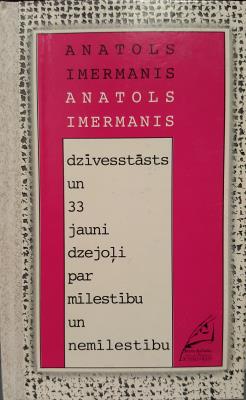 ANATOLS
IMERMANIS
ANATOLS
IMERMANIS
dzīvesstāsts
un
33
jauni
dzejoļi
par
mīlestību
un
nemīlestību